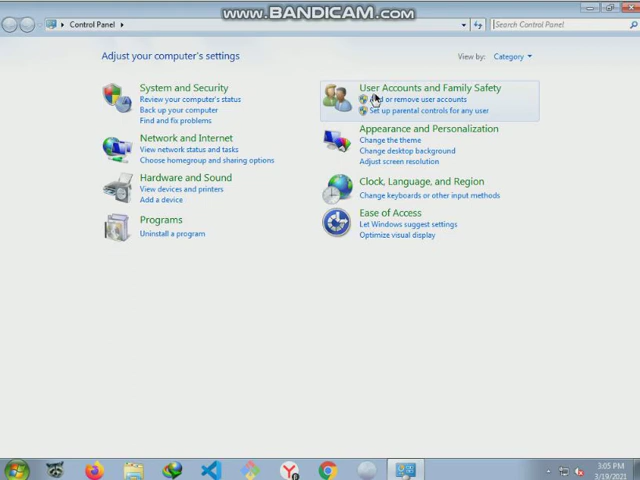 www.BANDICAM.com
Control Panel
Search Control Panel
Adjust your computer's settings
View by: Category
System and Security
Review your computer's status
Back up your computer
Find and fix problems
Network and Internet
View network status and tasks
Choose homegroup and sharing options
Hardware and Sound
View devices and printers
Add a device
Programs
Uninstall a program
User Accounts and Family Safety
or remove user accounts
Set up parental controls for any user
Appearance and Personalization
Change the theme
Change desktop background
Adjust screen resolution
Clock, Language, and Region
Change keyboards or other input methods
Ease of Access
Let Windows suggest settings
Optimize visual display
3:05 PM
3/19/2021